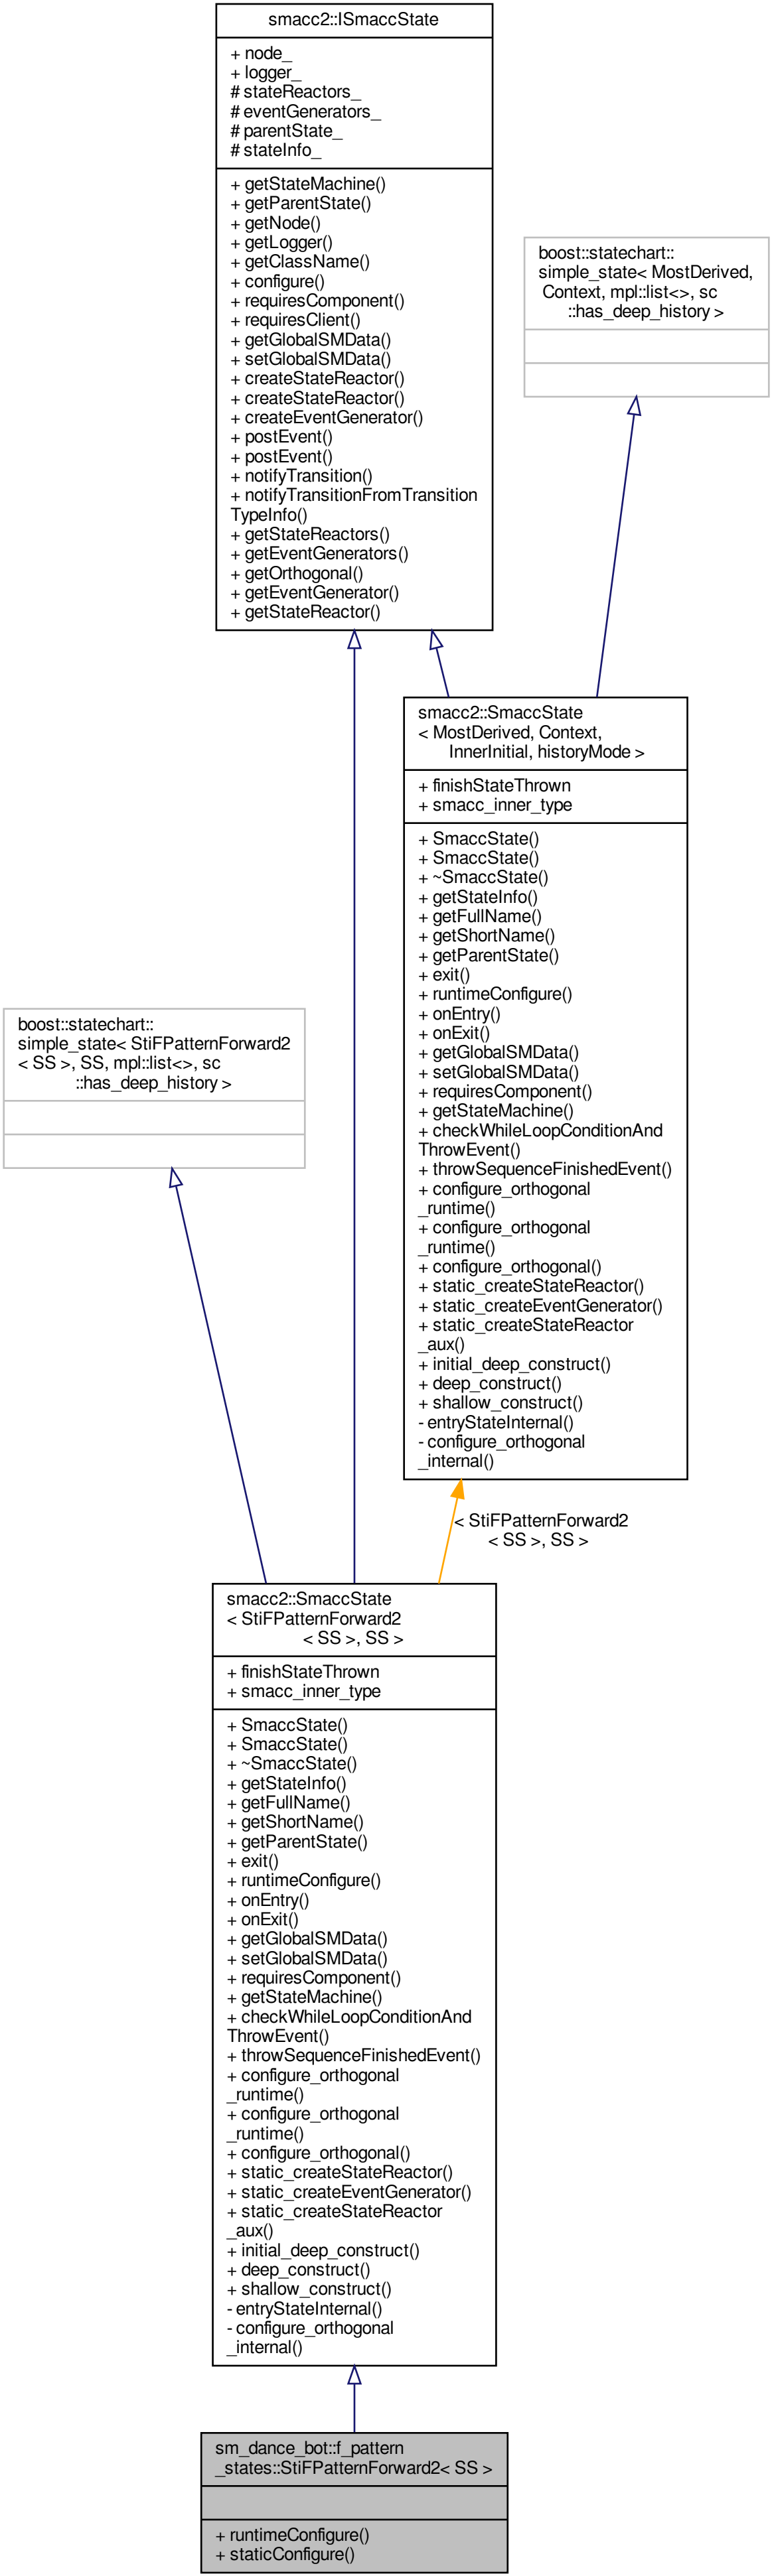 smacc2::ISmaccState
+ node_
+ logger_
# stateReactors_
# eventGenerators_
# parentState_
# stateInfo_
+ getStateMachine()
+ getParentState()
+ getNode()
+ getLogger()
+ getClassName()
+ configure()
+ requiresComponent()
+ requiresClient()
+ getGlobalSMData()
+ setGlobalSMData()
+ createStateReactor()
+ createStateReactor()
+ createEventGenerator()
+ postEvent()
+ postEvent()
+ notifyTransition()
+ notifyTransitionFromTransition
TypeInfo()
+ getStateReactors()
+ getEventGenerators()
+ getOrthogonal()
+ getEventGenerator()
+ getStateReactor()
boost::statechart::
simple_state< MostDerived,
Context, mpl::list<>, sc
::has_deep_history >
smacc2::SmaccState
< MostDerived, Context,
InnerInitial, historyMode >
+ finishStateThrown
+ smacc_inner_type
+ SmaccState()
+ SmaccState()
+ ~SmaccState()
+ getStateInfo()
+ getFullName()
+ getShortName()
+ getParentState()
+ exit()
+ runtimeConfigure()
+ onEntry()
+ onExit()
+ getGlobalSMData()
+ setGlobalSMData()
+ requiresComponent()
+ getStateMachine()
+ checkWhileLoopConditionAnd
ThrowEvent()
+ throwSequenceFinishedEvent()
+ configure_orthogonal
_runtime()
+ configure_orthogonal
_runtime()
+ configure_orthogonal()
+ static_createStateReactor()
+ static_createEventGenerator()
+ static_createStateReactor
_aux()
+ initial_deep_construct()
+ deep_construct()
+ shallow_construct()
- entryStateInternal()
- configure_orthogonal
_internal()
boost::statechart::
simple_state< StiFPatternForward2
< SS >, SS, mpl::list<>, sc
::has_deep_history >
< StiFPatternForward2
< SS >, SS >
smacc2::SmaccState
< StiFPatternForward2
< SS >, SS >
+ finishStateThrown
+ smacc_inner_type
+ SmaccState()
+ SmaccState()
+ ~SmaccState()
+ getStateInfo()
+ getFullName()
+ getShortName()
+ getParentState()
+ exit()
+ runtimeConfigure()
+ onEntry()
+ onExit()
+ getGlobalSMData()
+ setGlobalSMData()
+ requiresComponent()
+ getStateMachine()
+ checkWhileLoopConditionAnd
ThrowEvent()
+ throwSequenceFinishedEvent()
+ configure_orthogonal
_runtime()
+ configure_orthogonal
_runtime()
+ configure_orthogonal()
+ static_createStateReactor()
+ static_createEventGenerator()
+ static_createStateReactor
_aux()
+ initial_deep_construct()
+ deep_construct()
+ shallow_construct()
- entryStateInternal()
- configure_orthogonal
_internal()
sm_dance_bot::f_pattern
_states::StiFPatternForward2< SS >
+ runtimeConfigure()
+ staticConfigure()